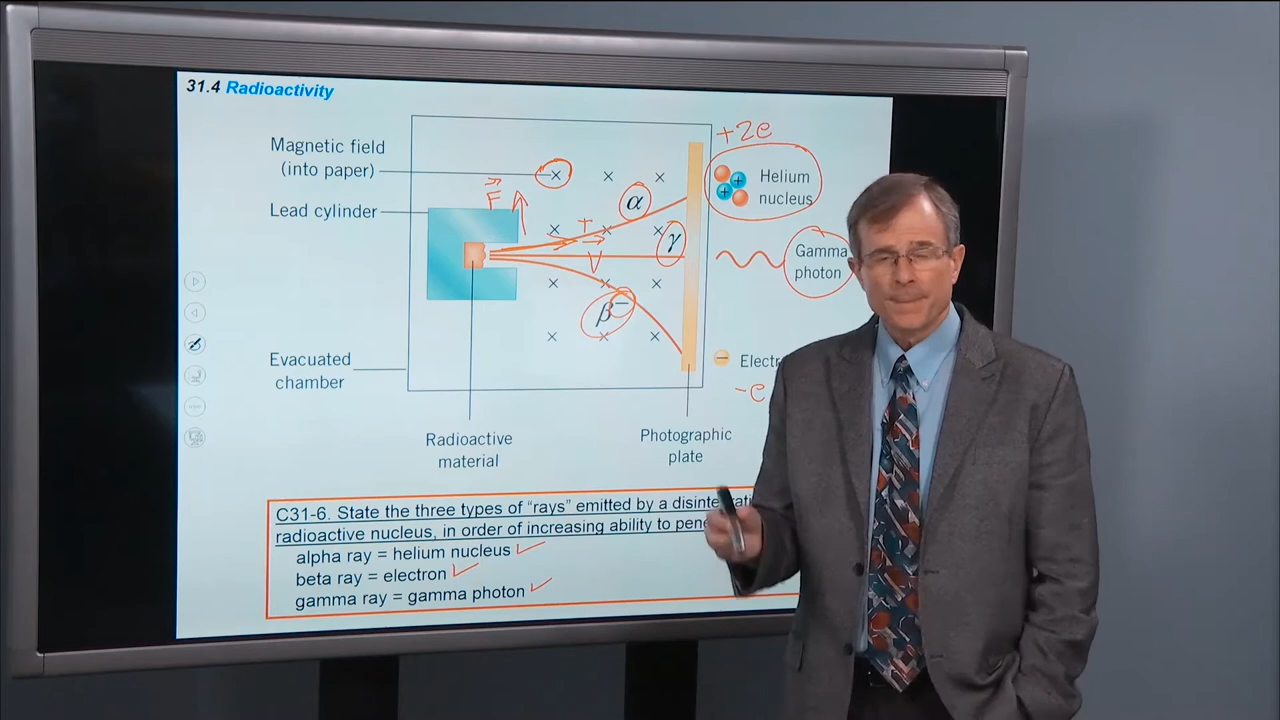 31.4 Radioactivity
Magnetic field
(into paper)
Lead cylinder
Evacuated
chamber
Radioactive
material
Photographic
plate
× × ×
× × ×
× × ×
× × ×
F
+
V
α
γ
β⁻
+2e
+
+
Helium
nucleus
Gamma
photon
−
-e
C31-6. State the three types of "rays" emitted by a
radioactive nucleus, in order of increasing ability to
alpha ray = helium nucleus
beta ray = electron
gamma ray = gamma photon